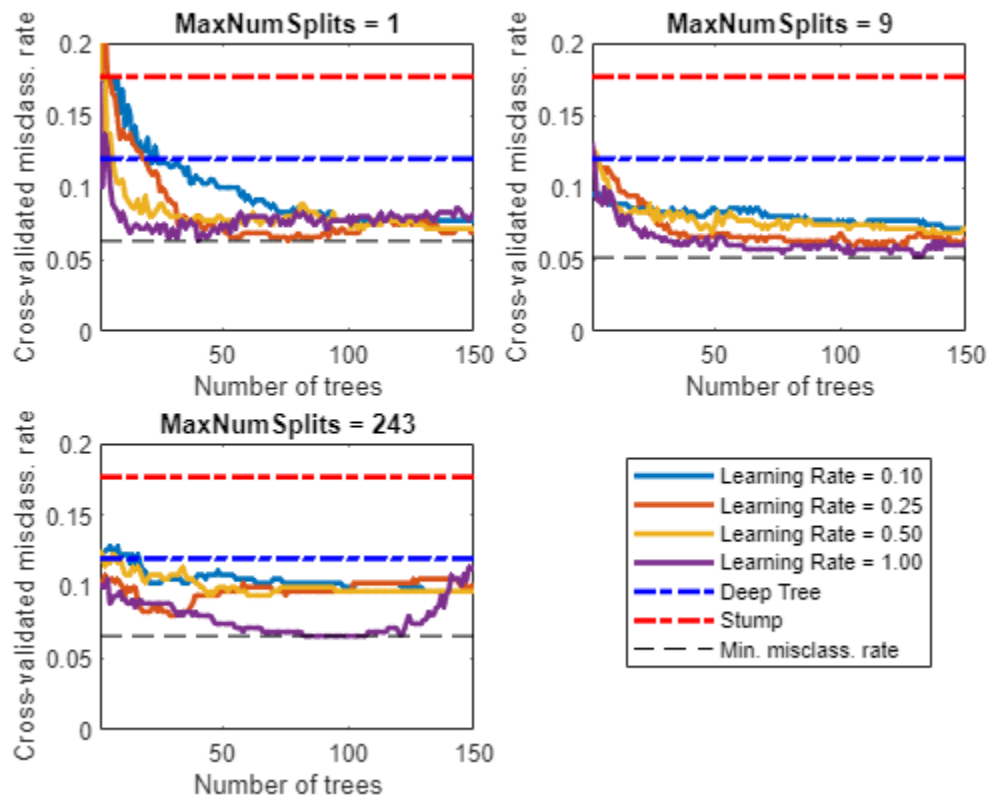 MaxNumSplits = 1
Cross-validated misclass. rate
0.2
0.15
0.1
0.05
0
50 100 150
Number of trees
MaxNumSplits = 9
Cross-validated misclass. rate
0.2
0.15
0.1
0.05
0
50 100 150
Number of trees
MaxNumSplits = 243
Cross-validated misclass. rate
0.2
0.15
0.1
0.05
0
50 100 150
Number of trees
Learning Rate = 0.10
Learning Rate = 0.25
Learning Rate = 0.50
Learning Rate = 1.00
Deep Tree
Stump
Min. misclass. rate